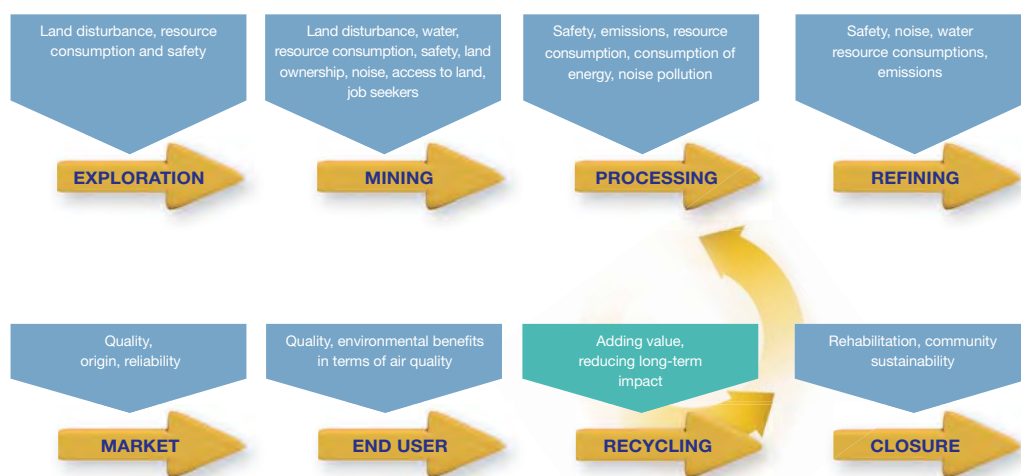 Land disturbance, resource
consumption and safety
EXPLORATION
Land disturbance, water,
resource consumption, safety, land
ownership, noise, access to land,
job seekers
MINING
Safety, emissions, resource
consumption, consumption of
energy, noise pollution
PROCESSING
Safety, noise, water
resource consumptions,
emissions
REFINING
Quality,
origin, reliability
MARKET
Quality, environmental benefits
in terms of air quality
END USER
Adding value,
reducing long-term
impact
RECYCLING
Rehabilitation, community
sustainability
CLOSURE